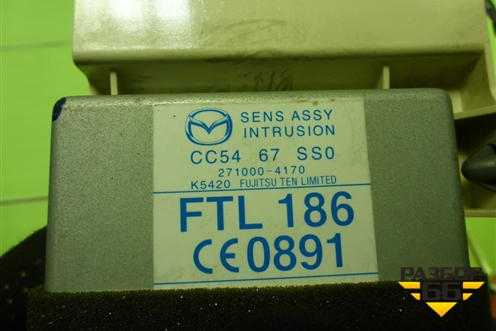 SENS ASSY
INTRUSION
CC54 67 SS0
271000-4170
K5420 FUJITSU TEN LIMITED
FTL 186
CE0891
РАЗБОР
66